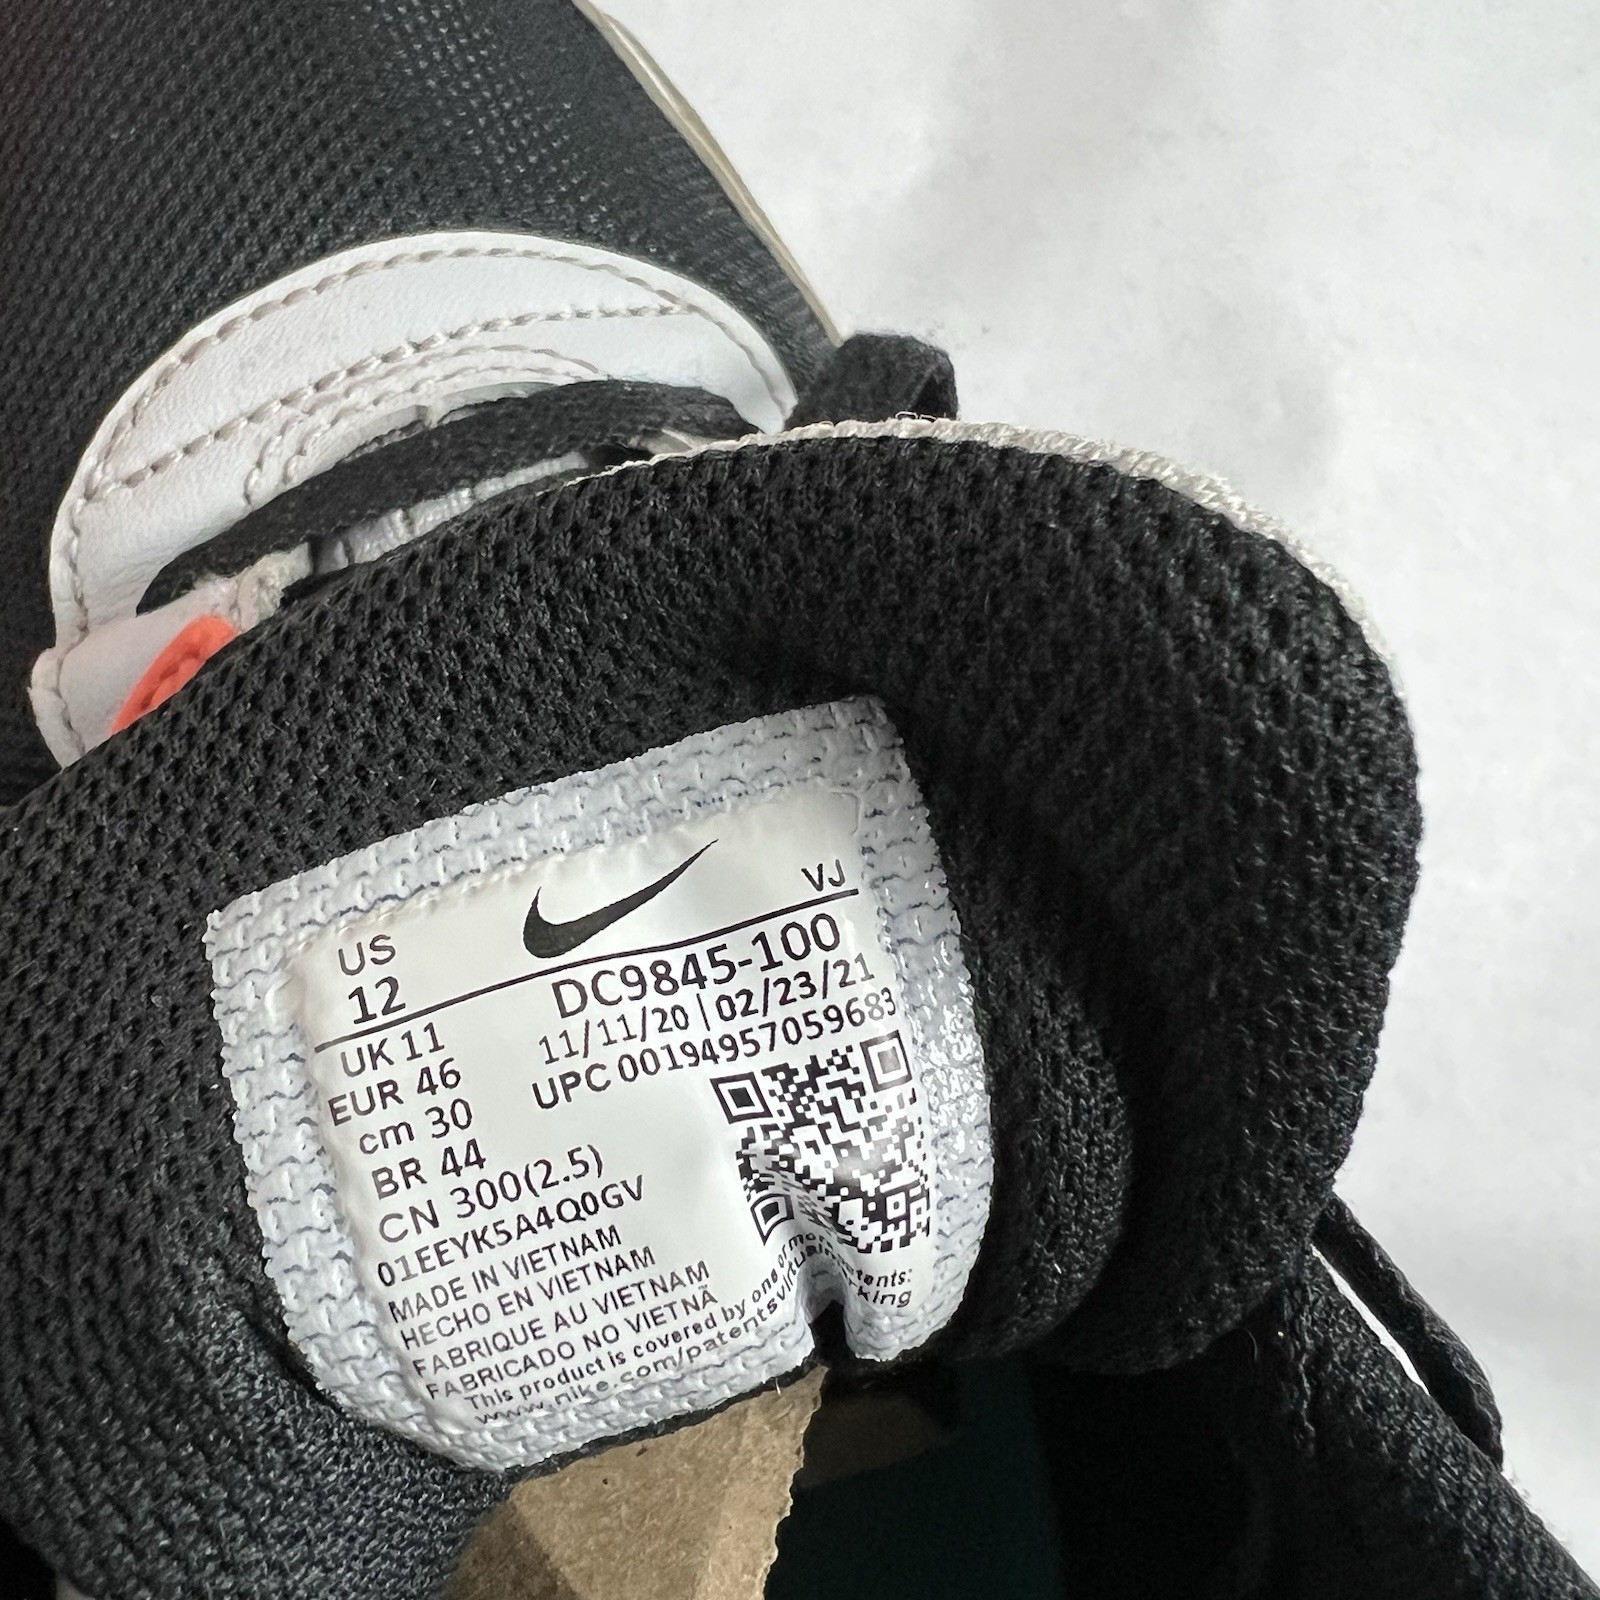 VJ
US
12
DC9845-100
11/11/20 | 02/23/21
UPC 00194957059683
UK 11
EUR 46
cm 30
BR 44
CN 300(2.5)
01EEYK5A4Q0GV
MADE IN VIETNAM
HECHO EN VIETNAM
FABRIQUE AU VIETNAM
FABRICADO NO VIETNÃ
This product is covered by one or more
www.nike.com/patentsvirtual